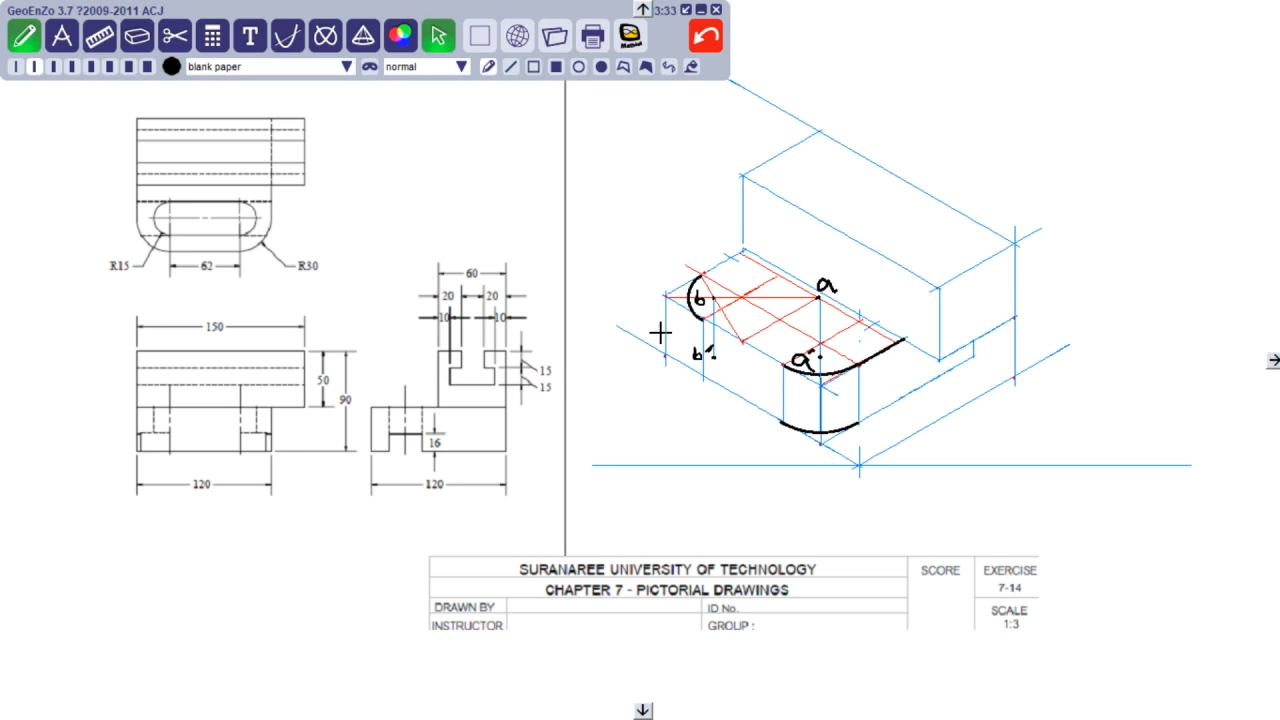 GeoEnZo 3.7 ?2009-2011 ACJ
3:33
blank paper
normal
R15
62
R30
60
20
20
10
10
150
50
90
15
15
16
120
120
a
b
b'
a'
SURANAREE UNIVERSITY OF TECHNOLOGY
CHAPTER 7 - PICTORIAL DRAWINGS
DRAWN BY
ID No.
INSTRUCTOR
GROUP :
SCORE
EXERCISE
7-14
SCALE
1:3